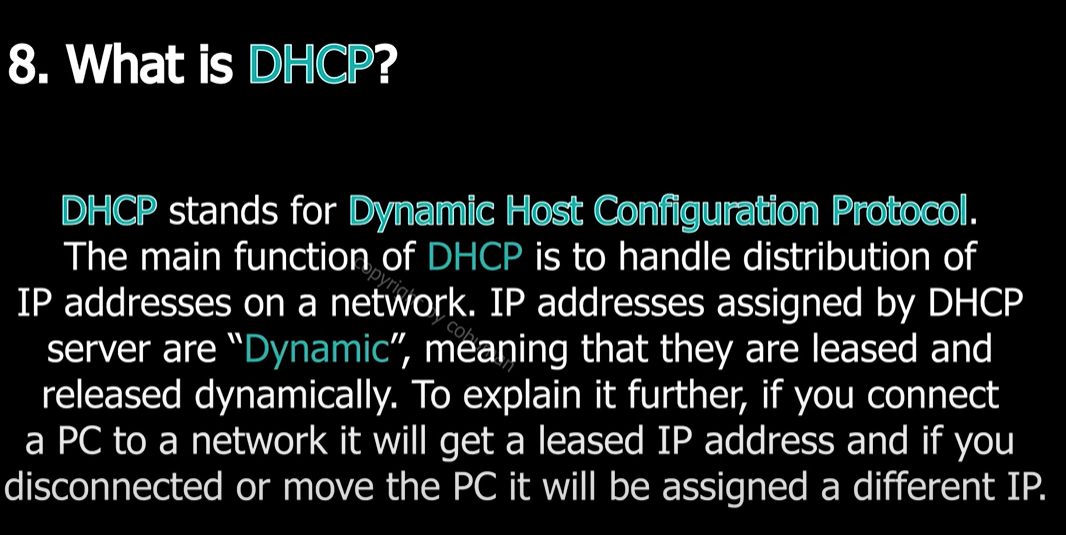 8. What is DHCP?
DHCP stands for Dynamic Host Configuration Protocol.
The main function of DHCP is to handle distribution of
IP addresses on a network. IP addresses assigned by DHCP
server are “Dynamic”, meaning that they are leased and
released dynamically. To explain it further, if you connect
a PC to a network it will get a leased IP address and if you
disconnected or move the PC it will be assigned a different IP.
copyright by